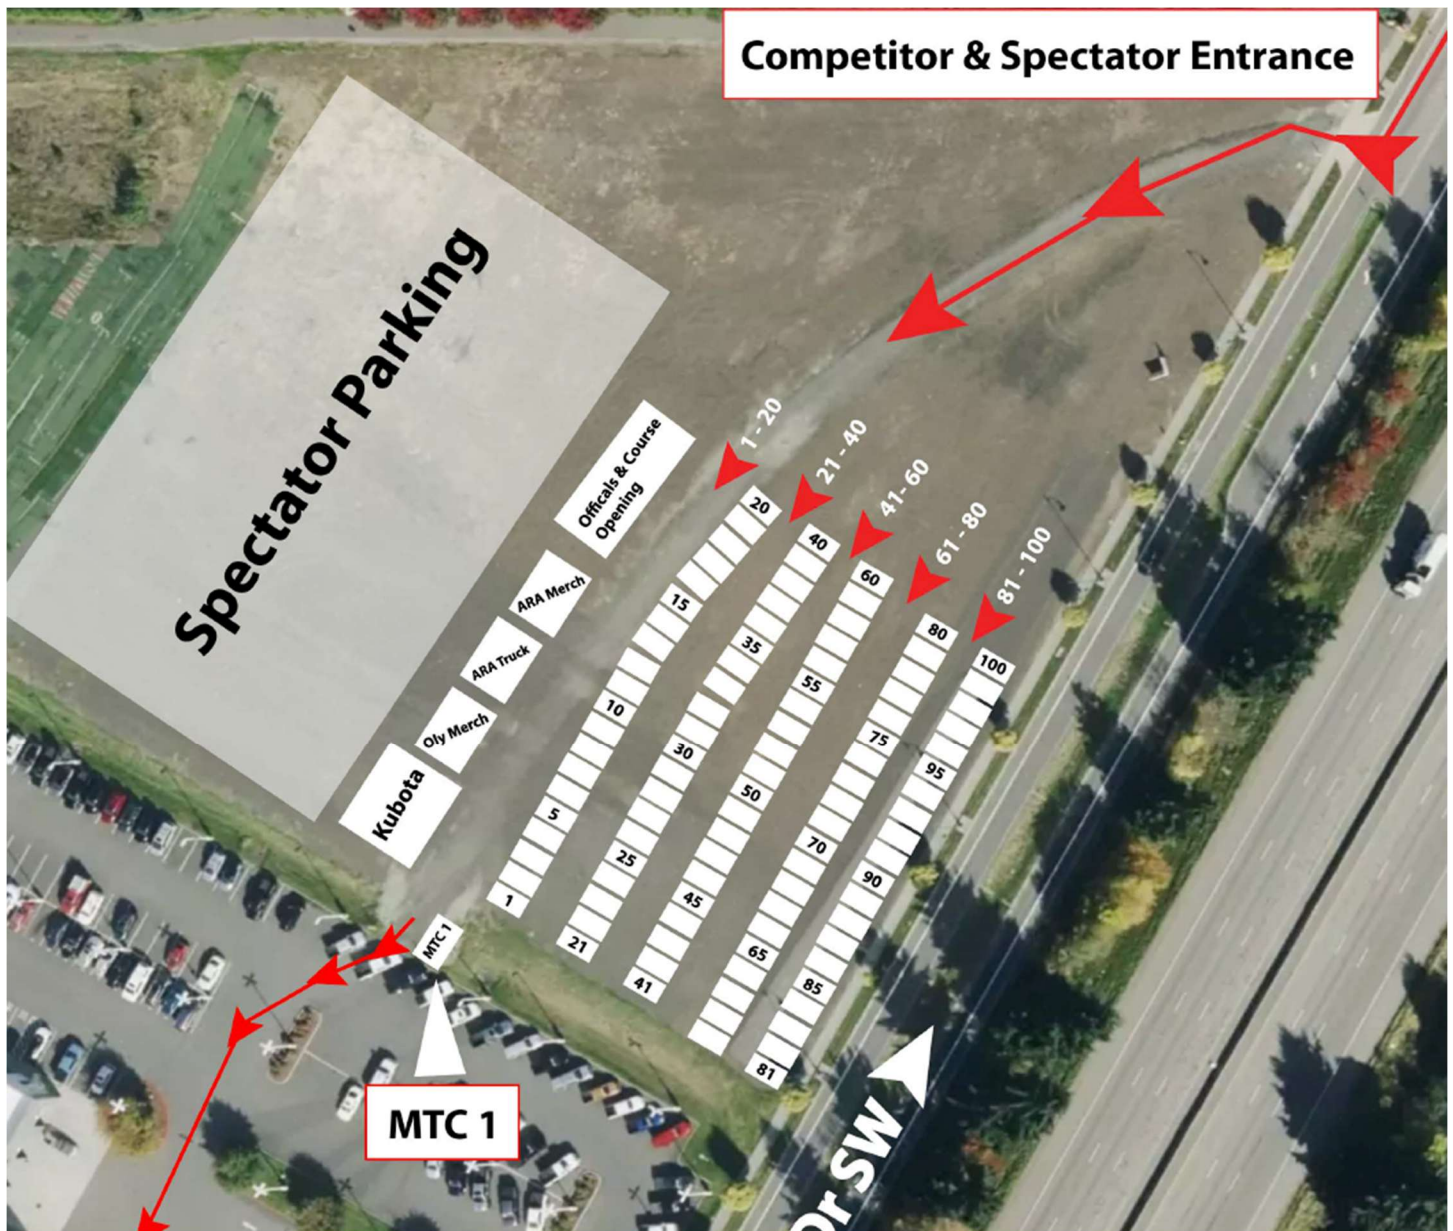 Competitor & Spectator Entrance
Spectator Parking
Officals & Course
Opening
ARA Merch
ARA Truck
Oly Merch
Kubota
1 - 20
21 - 40
41- 60
61 - 80
81 - 100
20
15
10
5
1
40
35
30
25
21
60
55
50
45
41
80
75
70
65
100
95
90
85
81
MTC 1
MTC 1
Dr SW